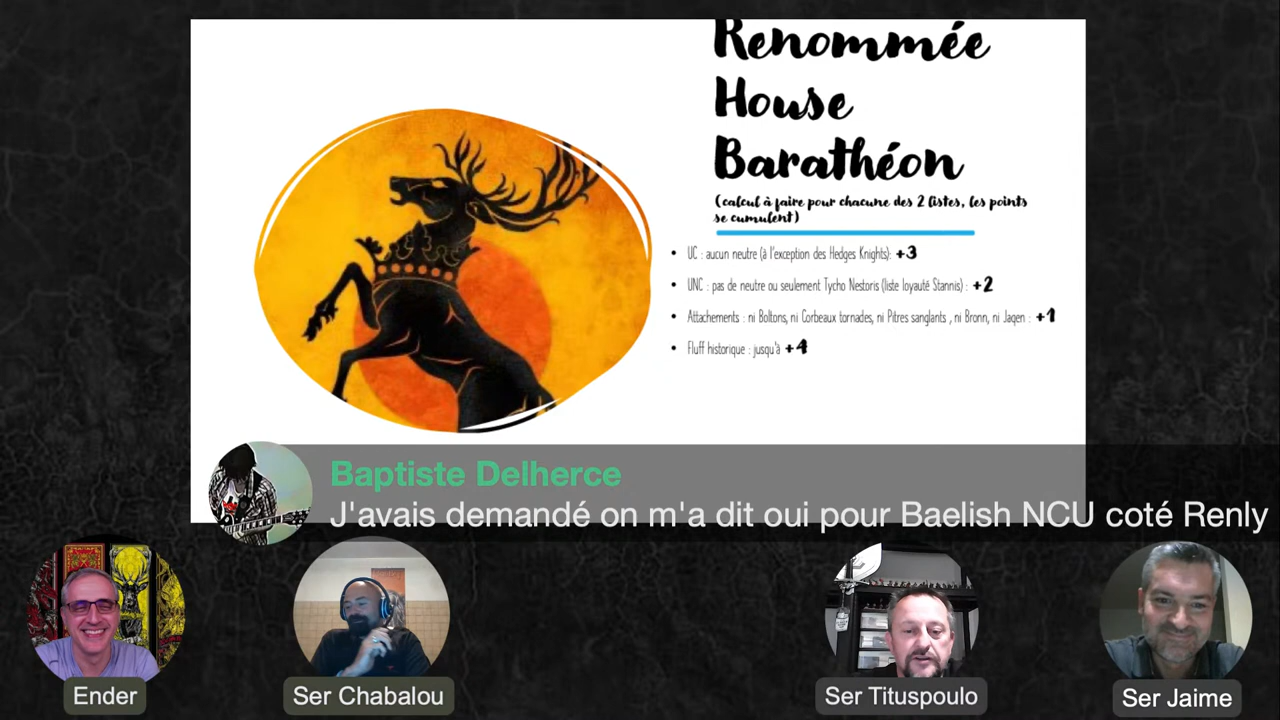 Renommée
House
Barathéon
(calcul à faire pour chacune des 2 listes, les points
se cumulent)
• UC : aucun neutre (à l'exception des Hedges Knights): +3
• UNC : pas de neutre ou seulement Tycho Nestoris (liste loyauté Stannis) : +2
• Attachements : ni Boltons, ni Corbeaux tornades, ni Pitres sanglants , ni Bronn, ni Jaqen : +1
• Fluff historique : jusqu'à +4
Baptiste Delherce
J'avais demandé on m'a dit oui pour Baelish NCU coté Renly
Ender
Ser Chabalou
Ser Tituspoulo
Ser Jaime